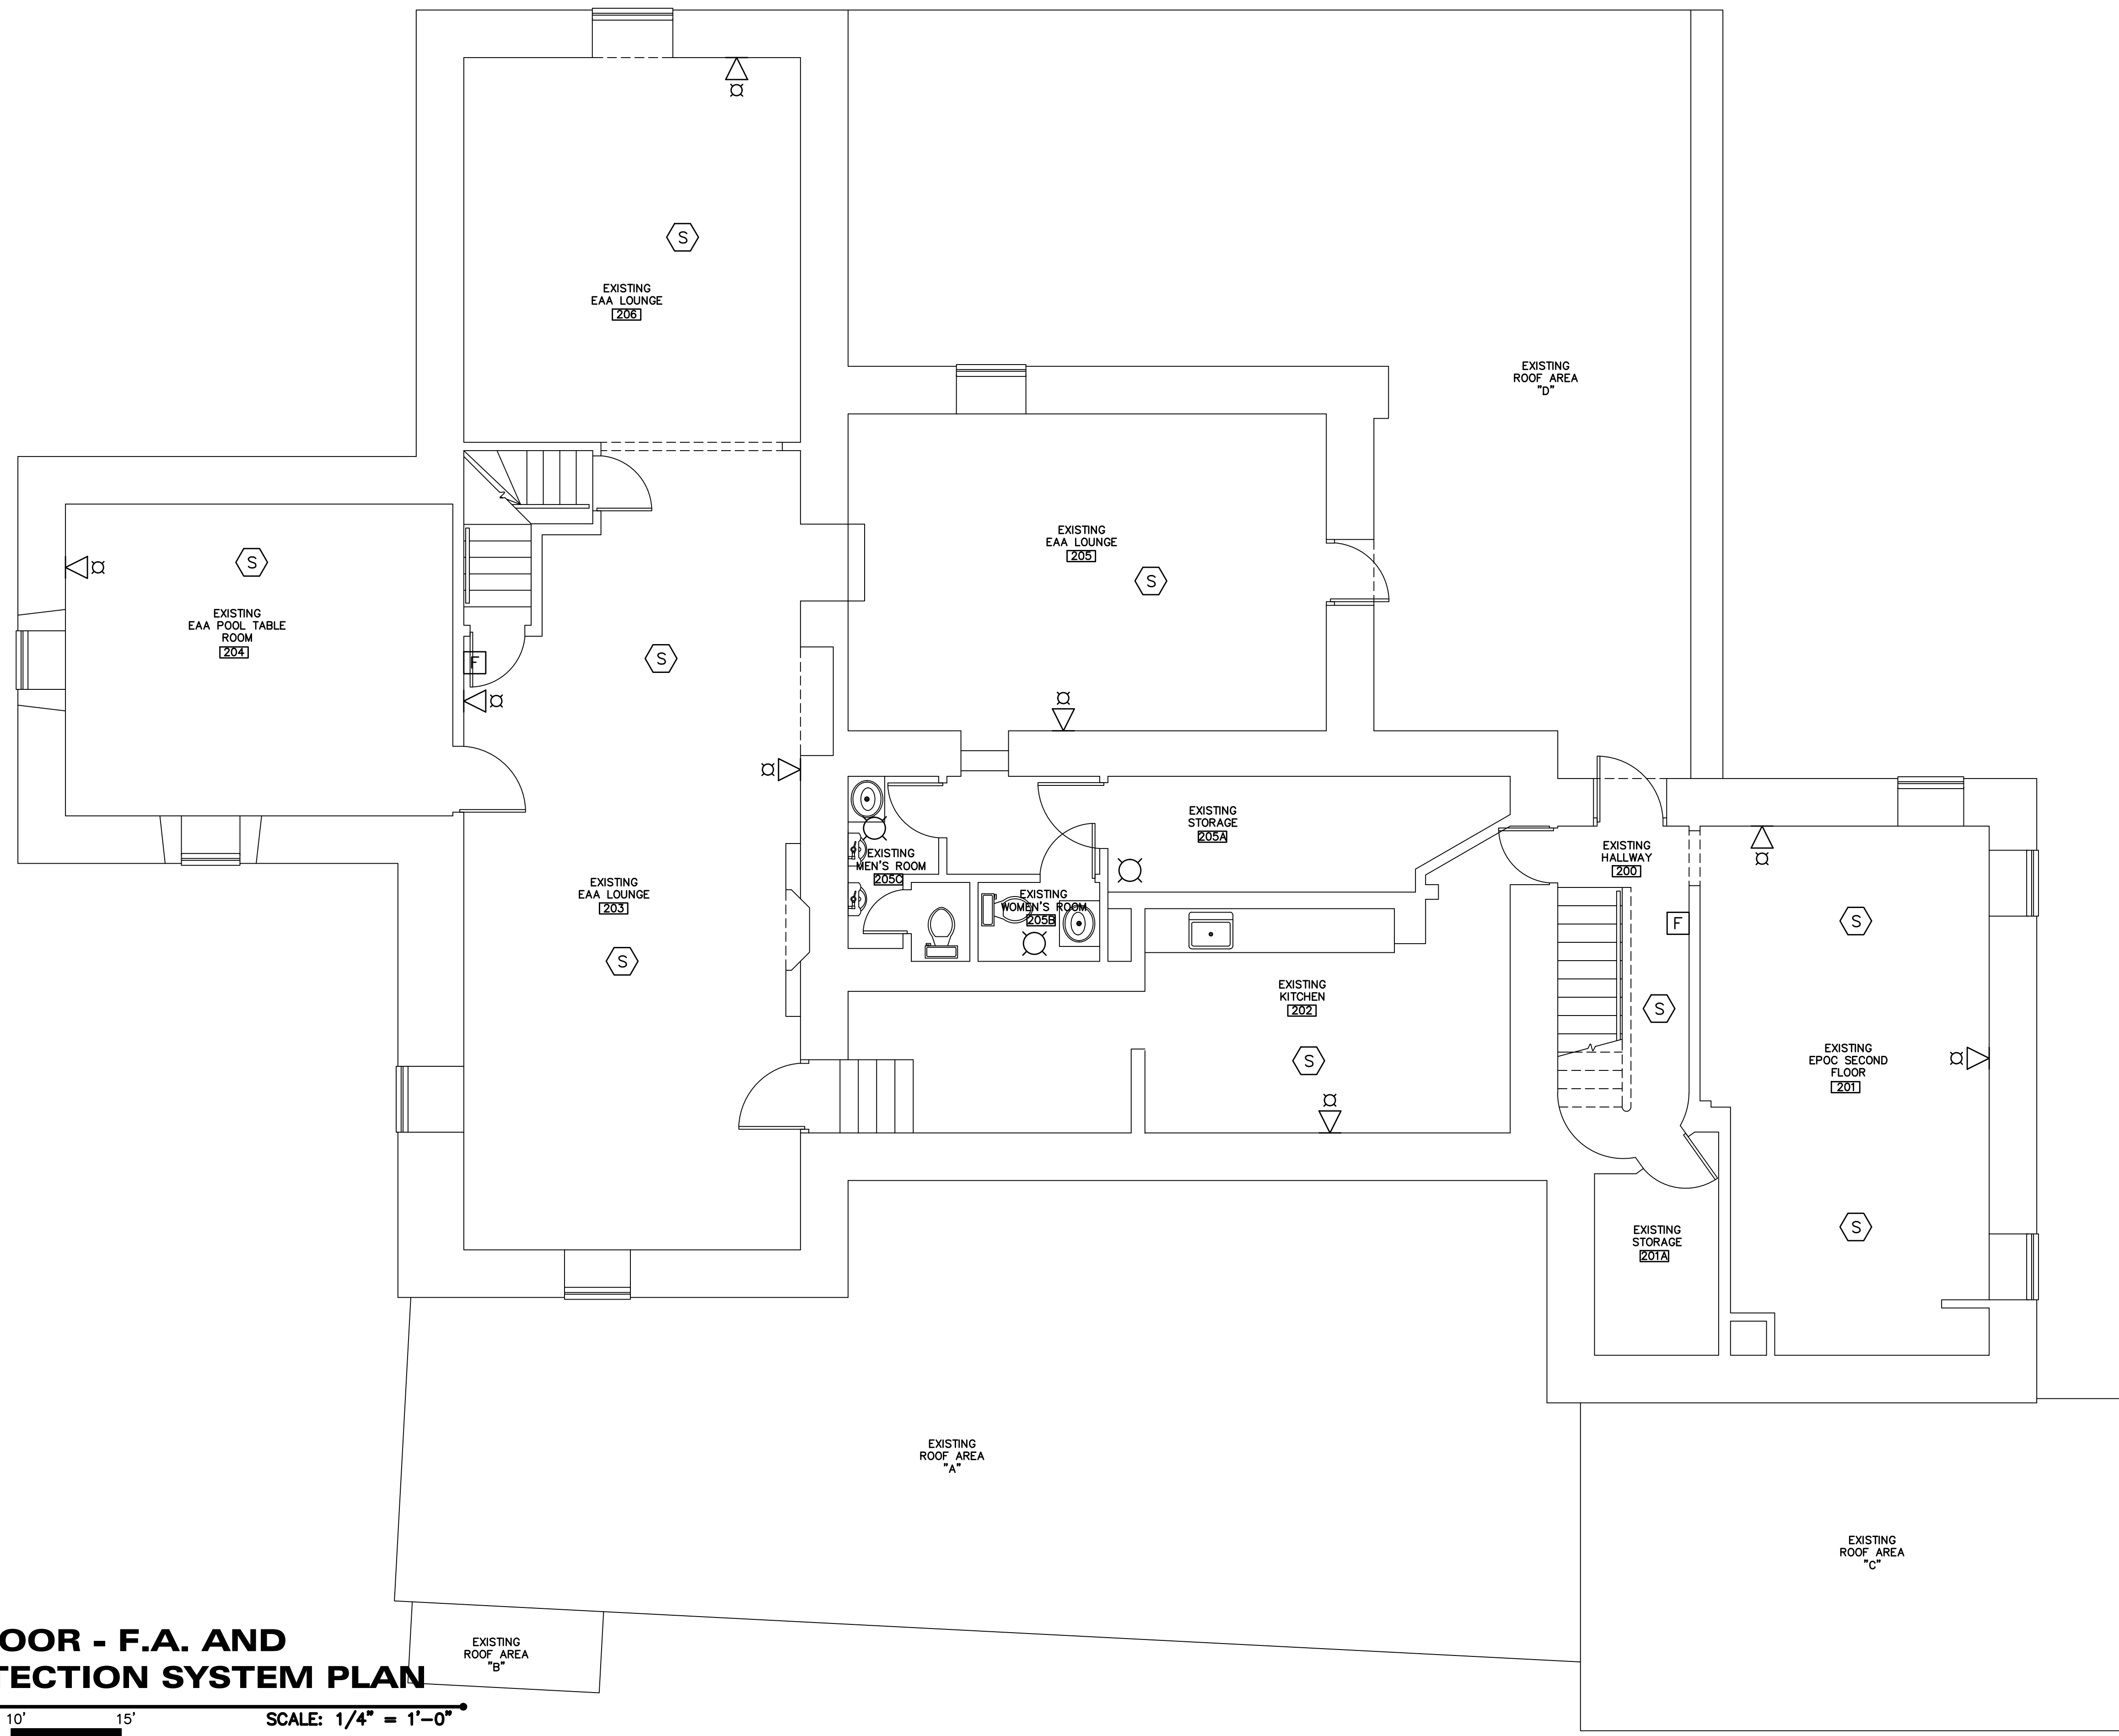 EXISTING
EAA LOUNGE
206
S
EXISTING
ROOF AREA
"D"
S
EXISTING
EAA POOL TABLE
ROOM
204
F
S
EXISTING
EAA LOUNGE
205
S
EXISTING
STORAGE
205A
EXISTING
MEN'S ROOM
205C
EXISTING
WOMEN'S ROOM
205B
EXISTING
HALLWAY
200
F
S
EXISTING
EAA LOUNGE
203
S
EXISTING
KITCHEN
202
S
S
EXISTING
EPOC SECOND
FLOOR
201
S
EXISTING
STORAGE
201A
EXISTING
ROOF AREA
"A"
EXISTING
ROOF AREA
"C"
EXISTING
ROOF AREA
"B"
OOR - F.A. AND
TECTION SYSTEM PLAN
10' 15' SCALE: 1/4" = 1'-0"